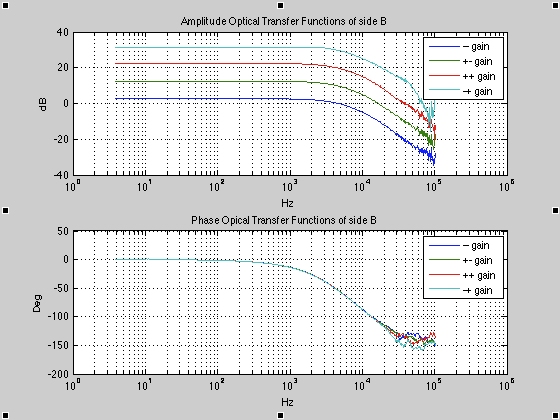 Amplitude Optical Transfer Functions of side B
40
20
0
-20
-40
dB
10^0 10^1 10^2 10^3 10^4 10^5 10^6
Hz
-- gain
+- gain
++ gain
-+ gain
Phase Opical Transfer Functions of side B
50
0
-50
-100
-150
-200
Deg
10^0 10^1 10^2 10^3 10^4 10^5 10^6
Hz
-- gain
+- gain
++ gain
-+ gain